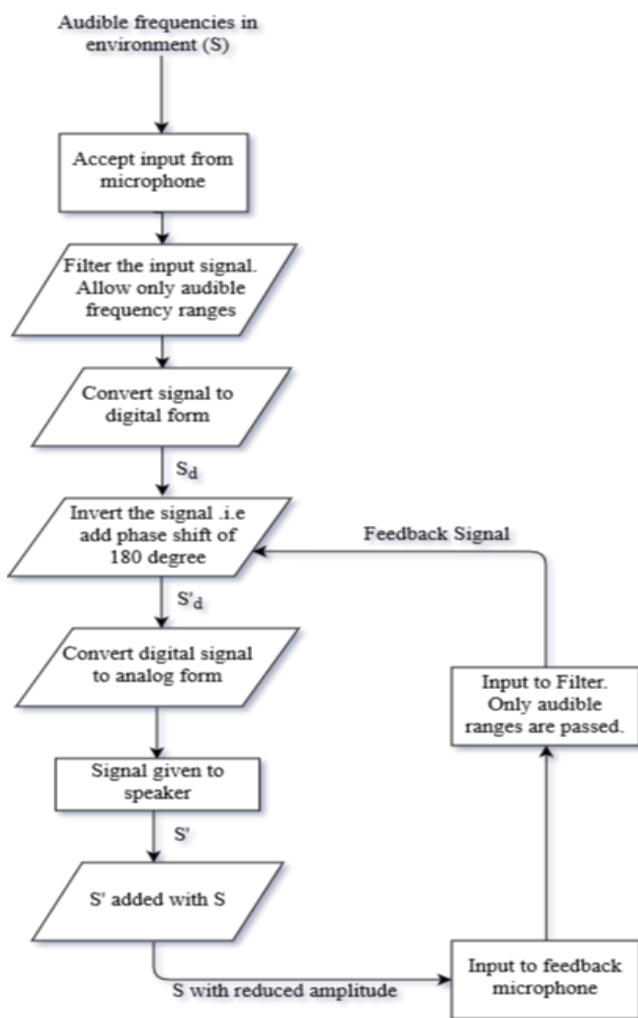 Audible frequencies in
environment (S)
Accept input from
microphone
Filter the input signal.
Allow only audible
frequency ranges
Convert signal to
digital form
S_d
Invert the signal .i.e
add phase shift of
180 degree
Feedback Signal
S'_d
Convert digital signal
to analog form
Input to Filter.
Only audible
ranges are passed.
Signal given to
speaker
S'
S' added with S
S with reduced amplitude
Input to feedback
microphone